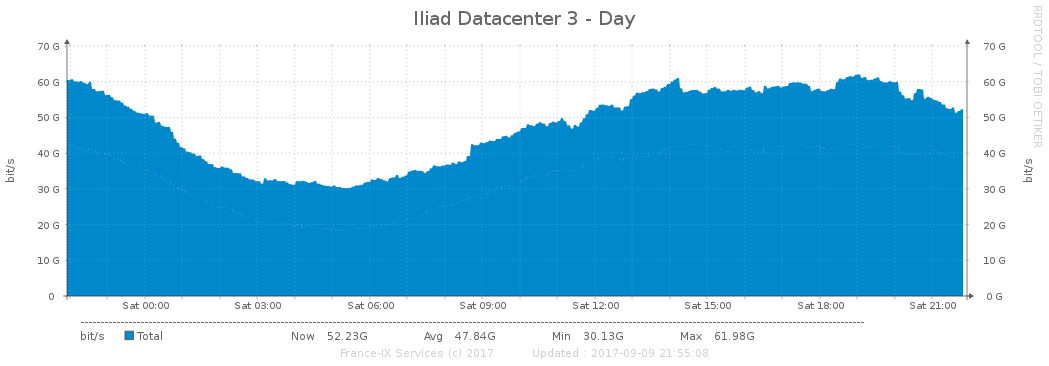 Iliad Datacenter 3 - Day
RRDTOOL / TOBI OETIKER
70 G 70 G
60 G 60 G
50 G 50 G
40 G 40 G
30 G 30 G
20 G 20 G
10 G 10 G
0 0 G
bit/s bit/s
Sat 00:00 Sat 03:00 Sat 06:00 Sat 09:00 Sat 12:00 Sat 15:00 Sat 18:00 Sat 21:00
bit/s Total Now 52.23G Avg 47.84G Min 30.13G Max 61.98G
France-IX Services (c) 2017 Updated : 2017-09-09 21:55:08